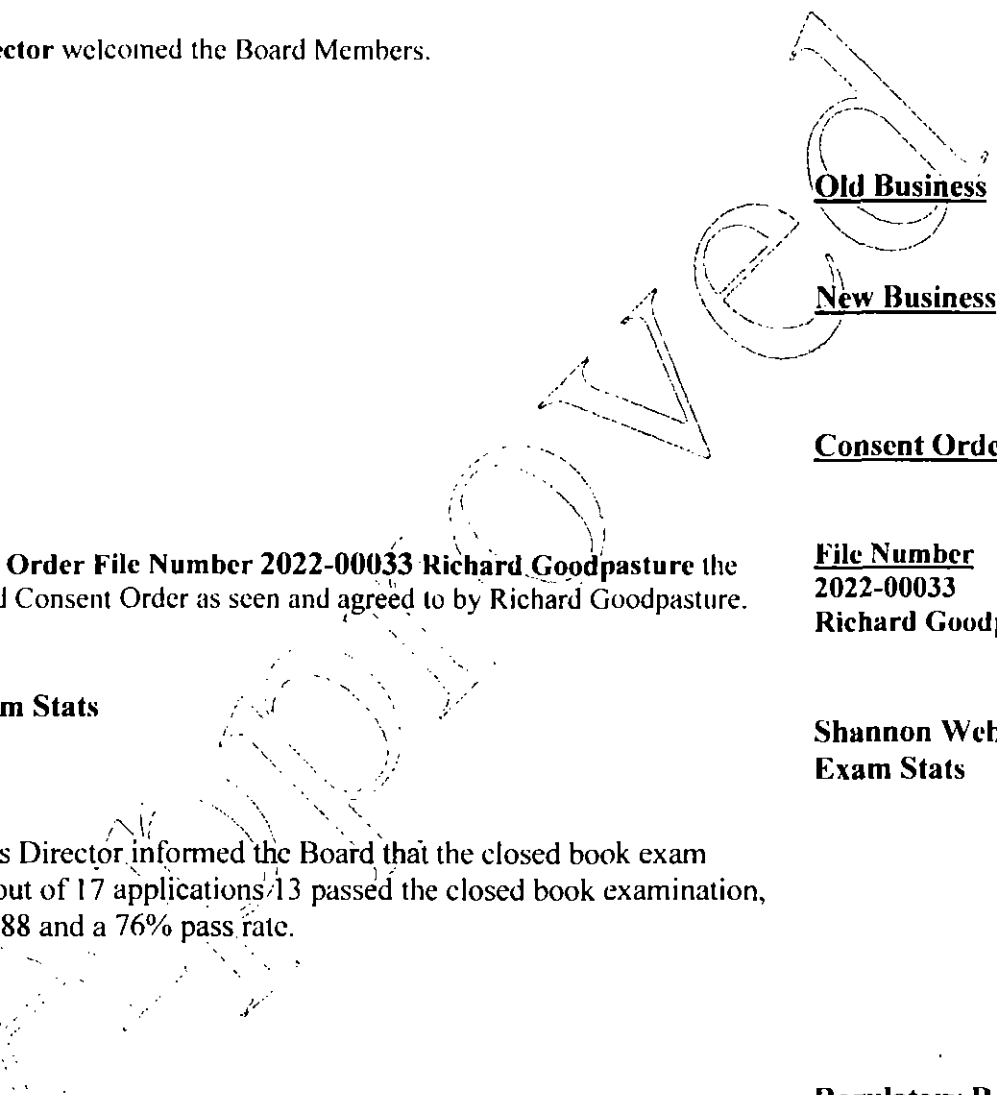 ector welcomed the Board Members.
Old Business
New Business
Consent Orde
Order File Number 2022-00033 Richard Goodpasture the
d Consent Order as seen and agreed to by Richard Goodpasture.
File Number
2022-00033
Richard Goodp
m Stats
Shannon Web
Exam Stats
s Director informed the Board that the closed book exam
out of 17 applications 13 passed the closed book examination,
88 and a 76% pass rate.
Approved